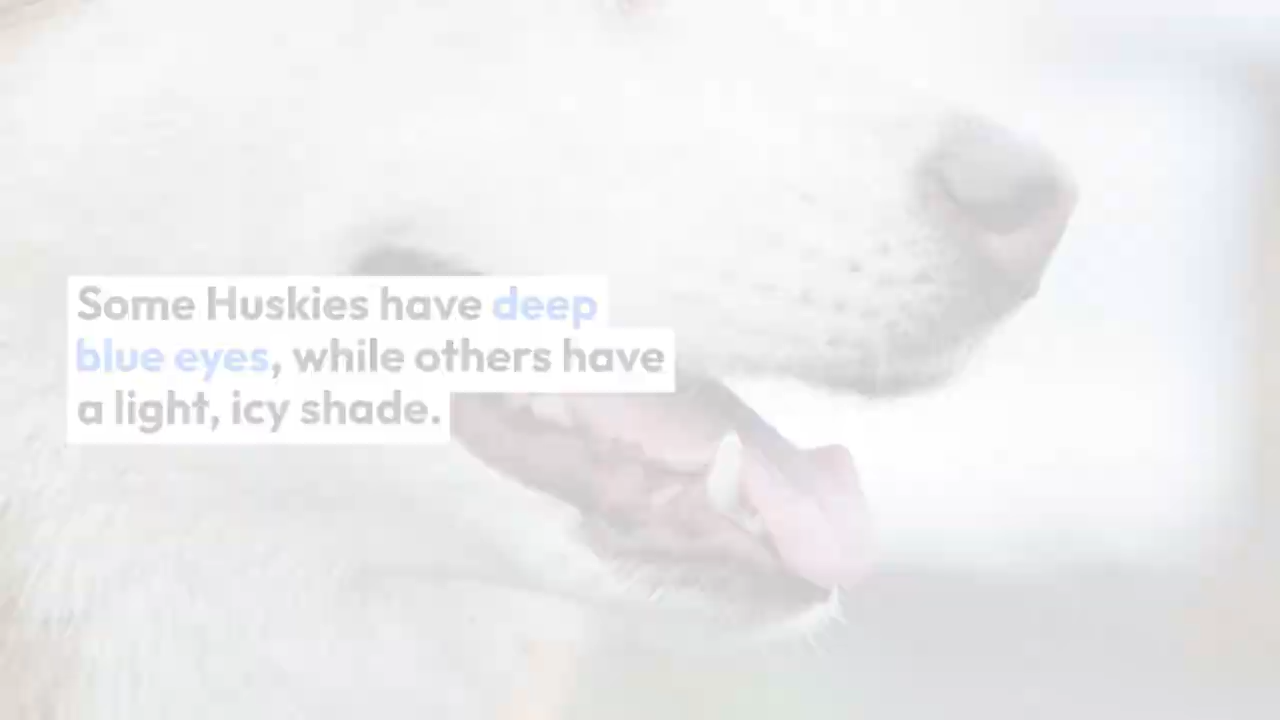 Some Huskies have deep
blue eyes, while others have
a light, icy shade.